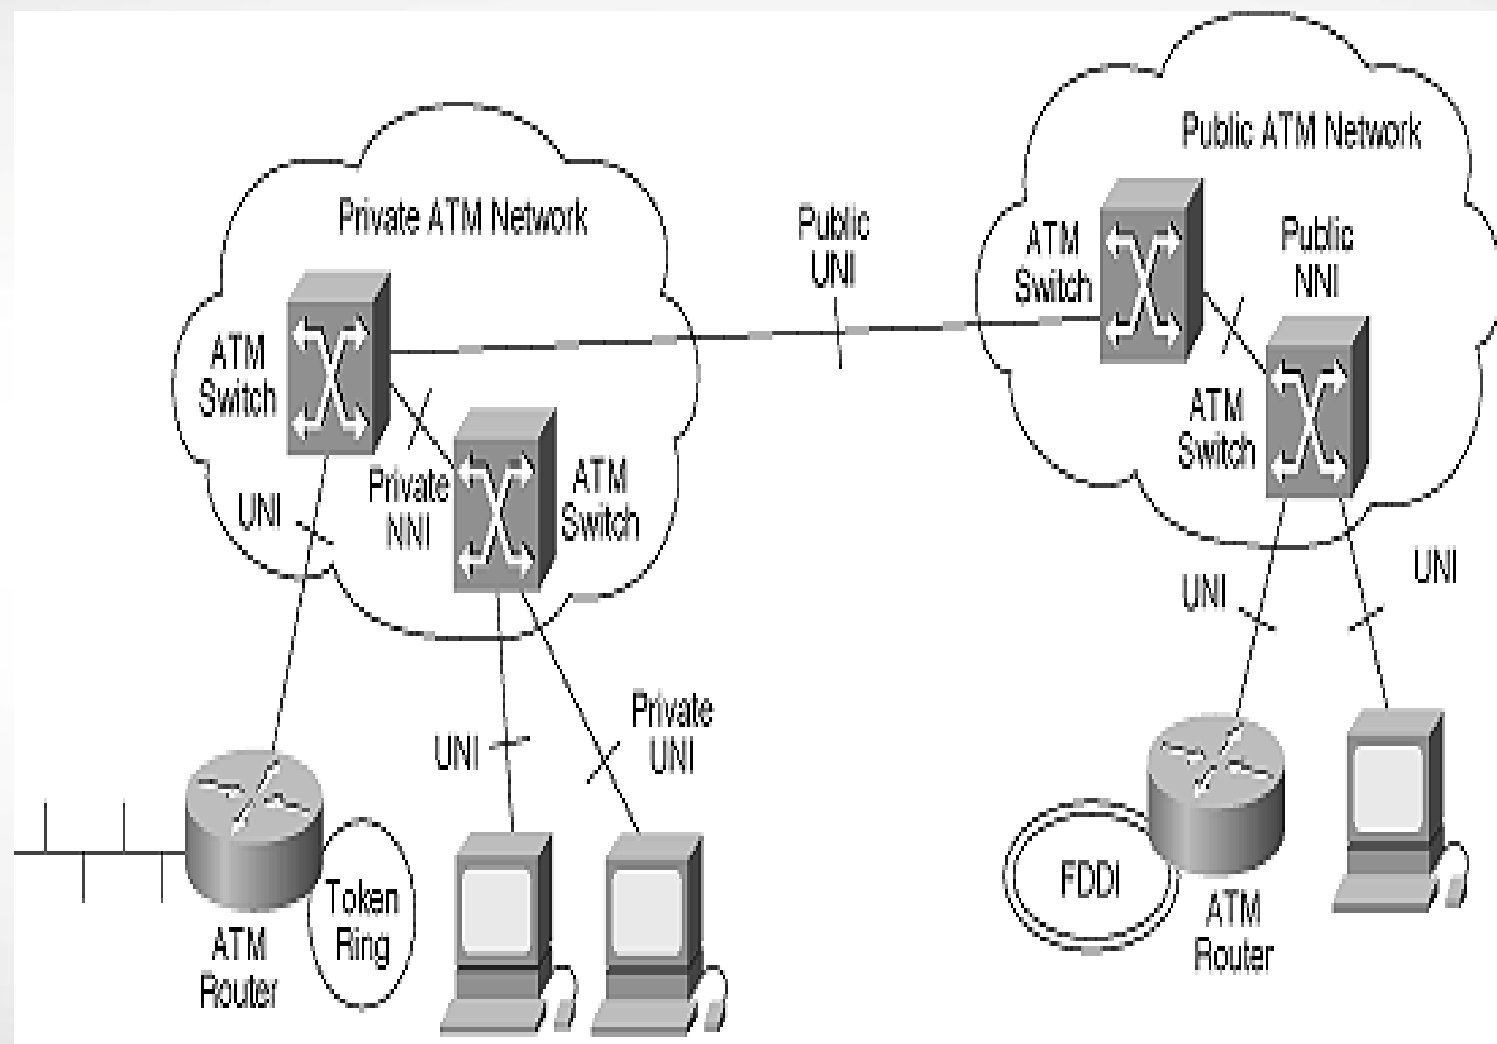 Public ATM Network
Private ATM Network
Public
UNI
ATM
Switch
Public
NNI
ATM
Switch
ATM
Switch
Private
NNI
ATM
Switch
UNI
UNI
UNI
UNI
Private
UNI
Token
Ring
ATM
Router
FDDI
ATM
Router